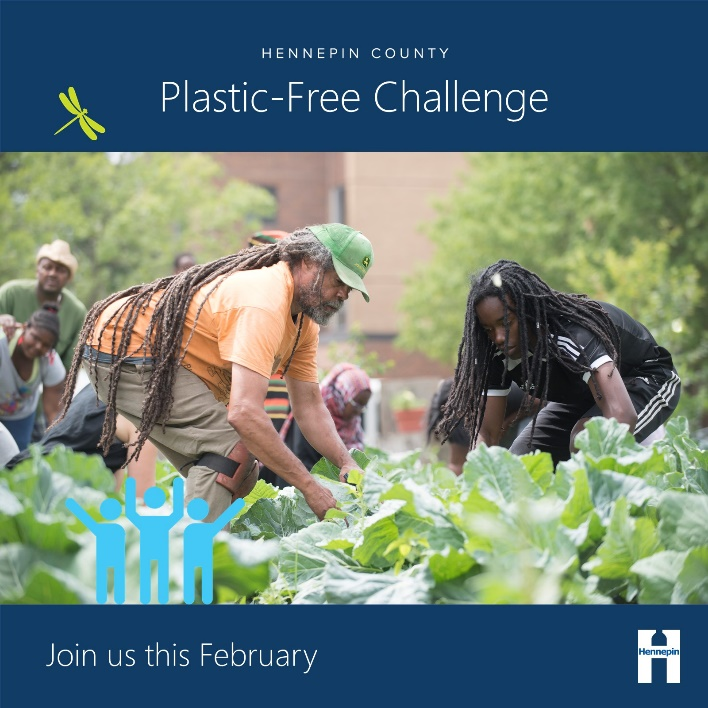 HENNEPIN COUNTY
Plastic-Free Challenge
Join us this February
Hennepin